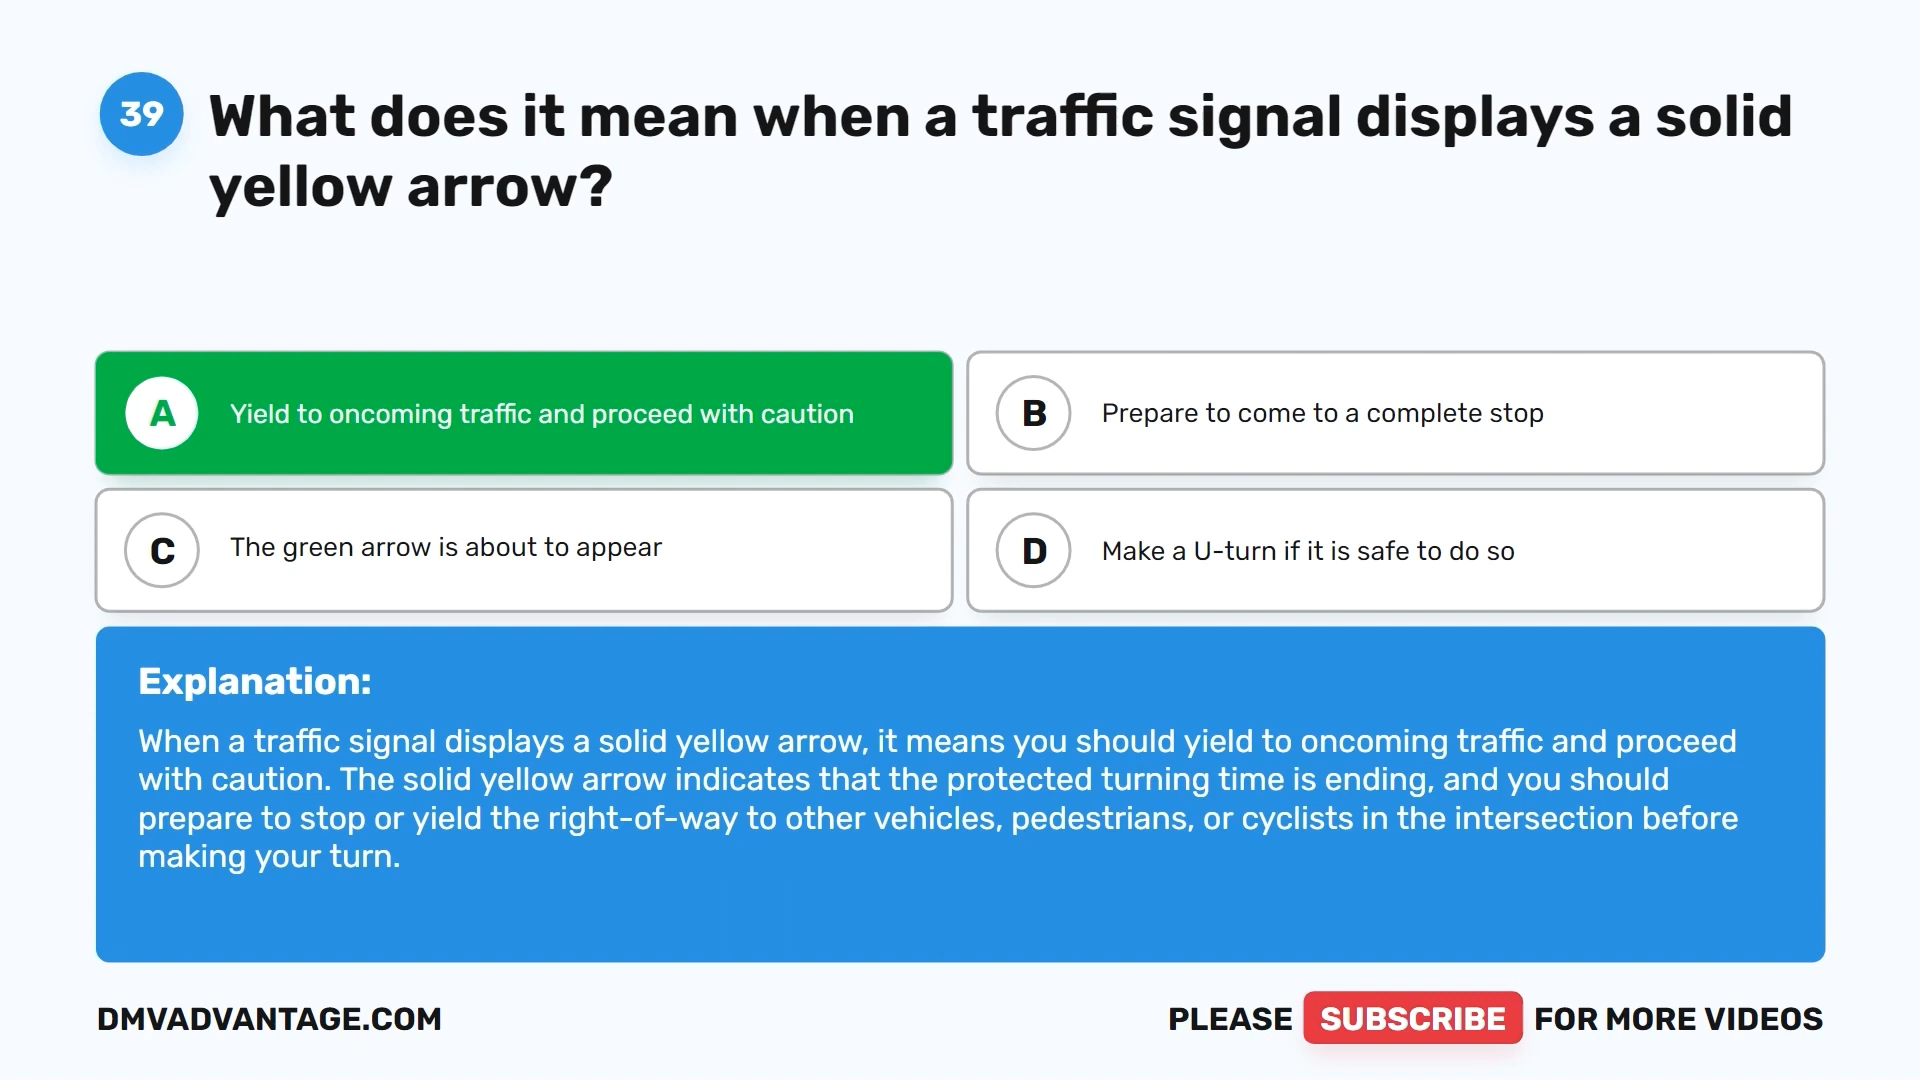 39
What does it mean when a traffic signal displays a solid
yellow arrow?
A Yield to oncoming traffic and proceed with caution
B Prepare to come to a complete stop
C The green arrow is about to appear
D Make a U-turn if it is safe to do so
Explanation:
When a traffic signal displays a solid yellow arrow, it means you should yield to oncoming traffic and proceed
with caution. The solid yellow arrow indicates that the protected turning time is ending, and you should
prepare to stop or yield the right-of-way to other vehicles, pedestrians, or cyclists in the intersection before
making your turn.
DMVADVANTAGE.COM
PLEASE SUBSCRIBE FOR MORE VIDEOS